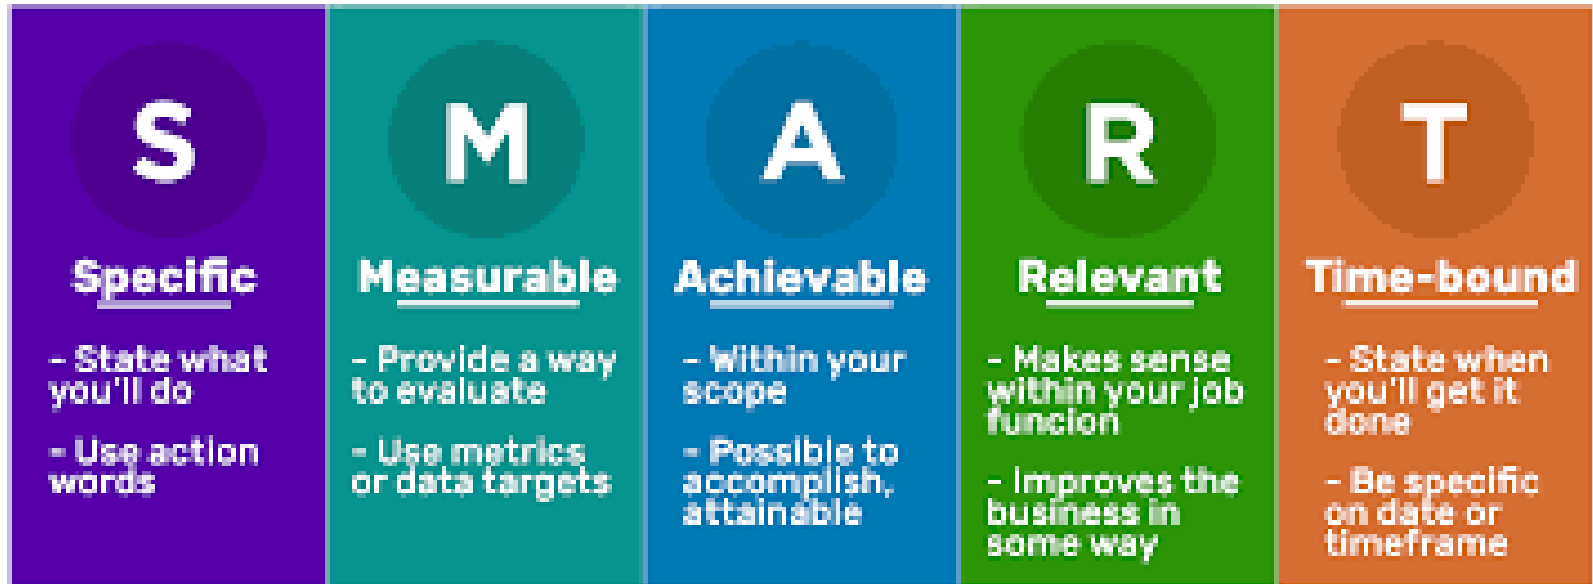 S
Specific
- State what
you'll do
- Use action
words
M
Measurable
- Provide a way
to evaluate
- Use metrics
or data targets
A
Achievable
- Within your
scope
- Possible to
accomplish,
attainable
R
Relevant
- Makes sense
within your job
funcion
- Improves the
business in
some way
T
Time-bound
- State when
you'll get it
done
- Be specific
on date or
timeframe